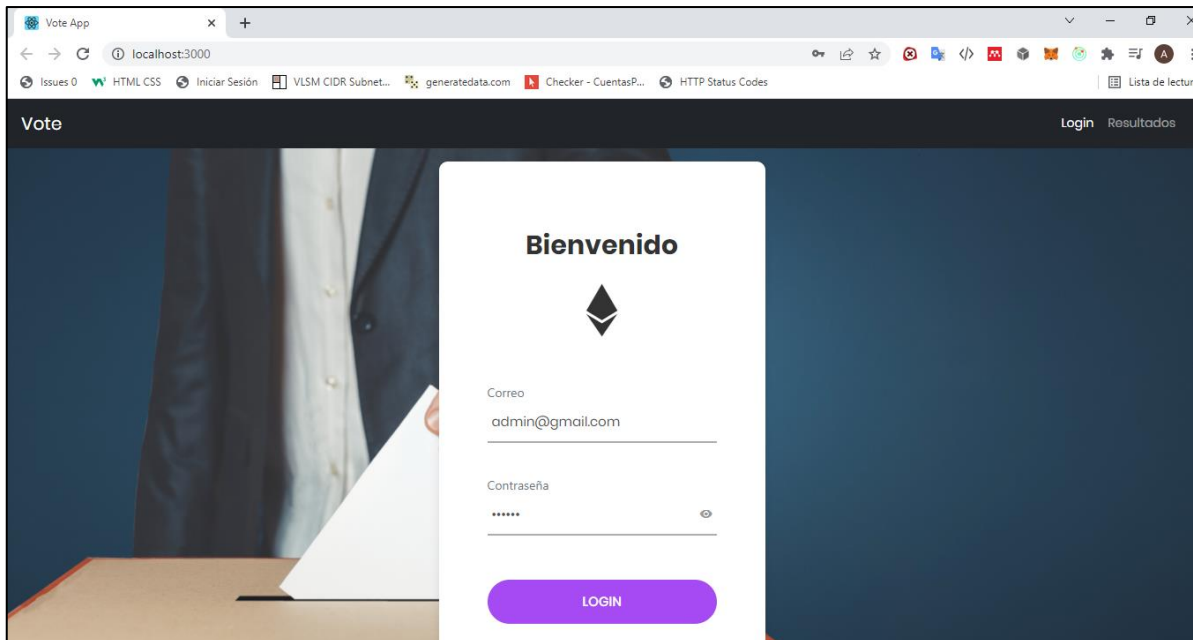 Vote App
localhost:3000
Issues 0 HTML CSS Iniciar Sesión VLSM CIDR Subnet... generatedata.com Checker - CuentasP... HTTP Status Codes Lista de lectur
Vote Login Resultados
Bienvenido
Correo
admin@gmail.com
Contraseña
••••••
LOGIN